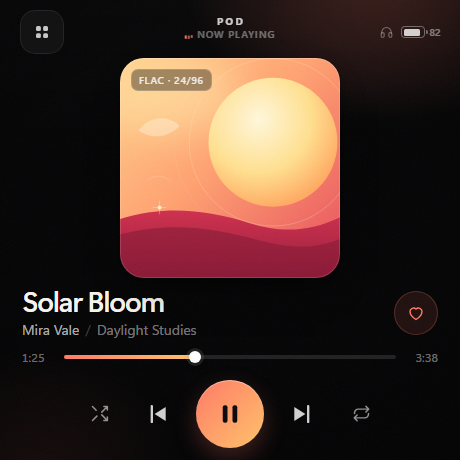 POD
NOW PLAYING
82
FLAC · 24/96
Solar Bloom
Mira Vale / Daylight Studies
1:25
3:38